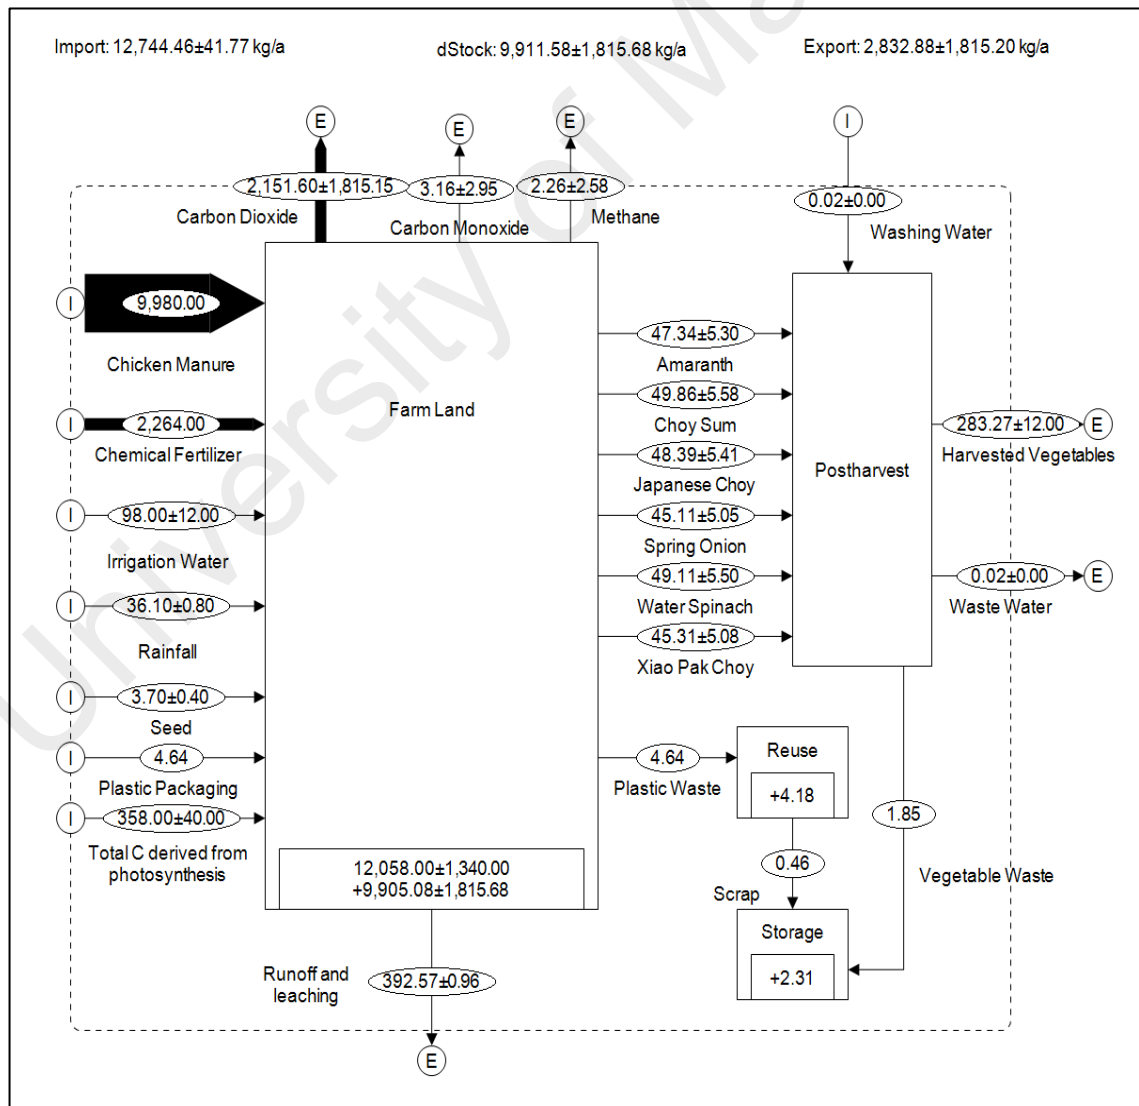 Import: 12,744.46±41.77 kg/a
dStock: 9,911.58±1,815.68 kg/a
Export: 2,832.88±1,815.20 kg/a
E
E
E
I
2,151.60±1,815.15
3.16±2.95
2.26±2.58
0.02±0.00
Carbon Dioxide
Carbon Monoxide
Methane
Washing Water
I
9,980.00
Chicken Manure
I
2,264.00
Chemical Fertilizer
I
98.00±12.00
Irrigation Water
I
36.10±0.80
Rainfall
I
3.70±0.40
Seed
I
4.64
Plastic Packaging
I
358.00±40.00
Total C derived from
photosynthesis
Farm Land
12,058.00±1,340.00
+9,905.08±1,815.68
Runoff and
leaching
392.57±0.96
E
47.34±5.30
Amaranth
49.86±5.58
Choy Sum
48.39±5.41
Japanese Choy
45.11±5.05
Spring Onion
49.11±5.50
Water Spinach
45.31±5.08
Xiao Pak Choy
4.64
Plastic Waste
Postharvest
283.27±12.00
E
Harvested Vegetables
0.02±0.00
E
Waste Water
Reuse
+4.18
0.46
Scrap
1.85
Vegetable Waste
Storage
+2.31
University of Ma